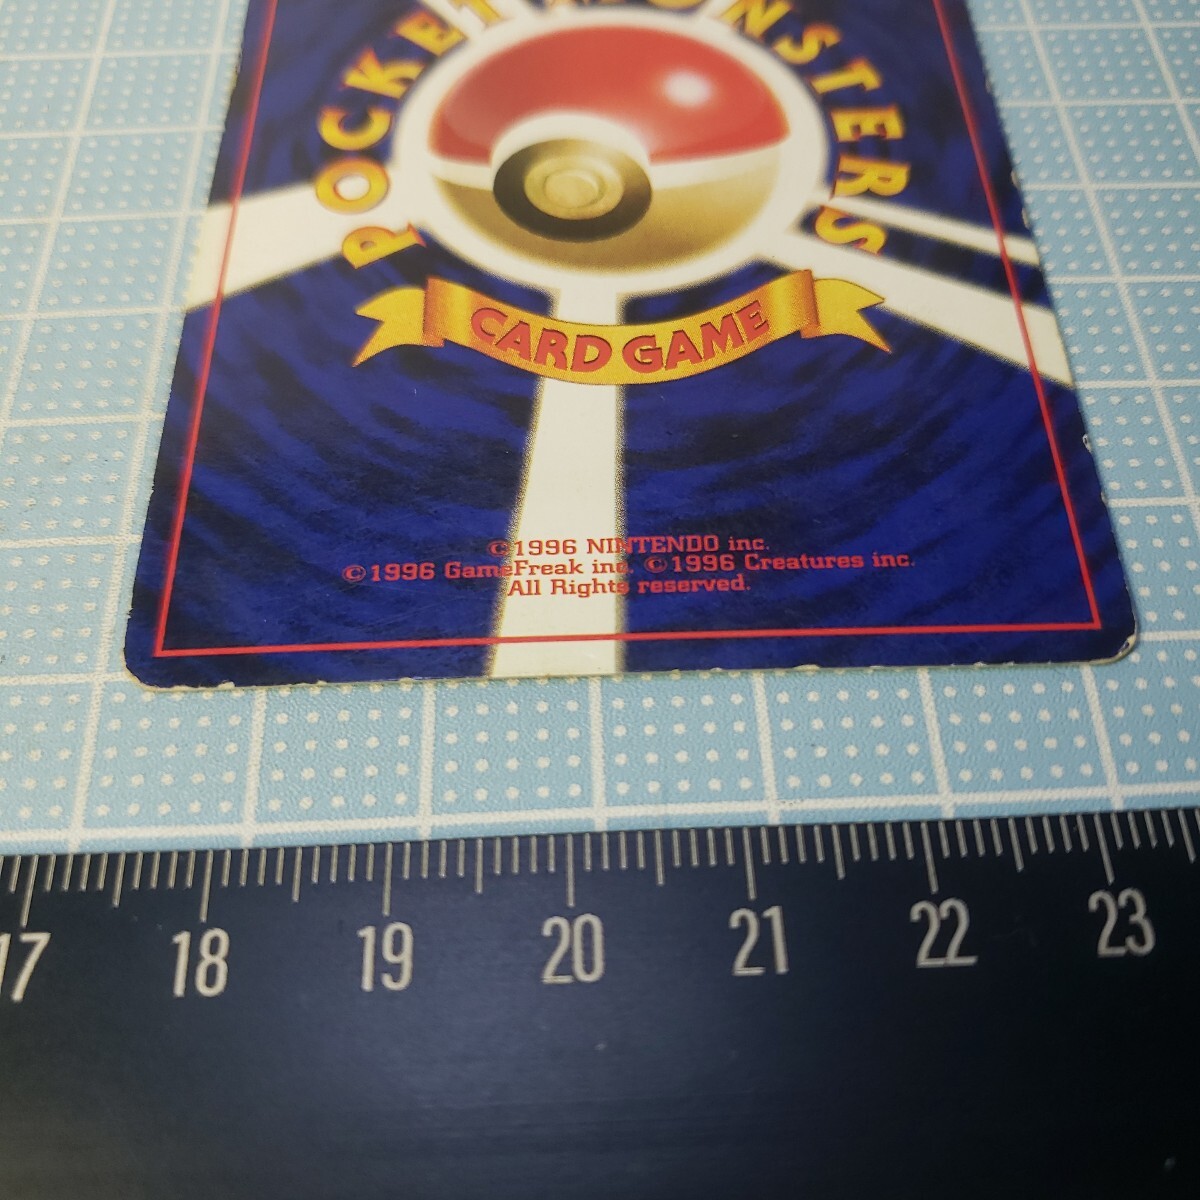 POCKET MONSTERS
CARD GAME
©1996 NINTENDO inc.
©1996 GameFreak inc. ©1996 Creatures inc.
All Rights reserved.
17 18 19 20 21 22 23